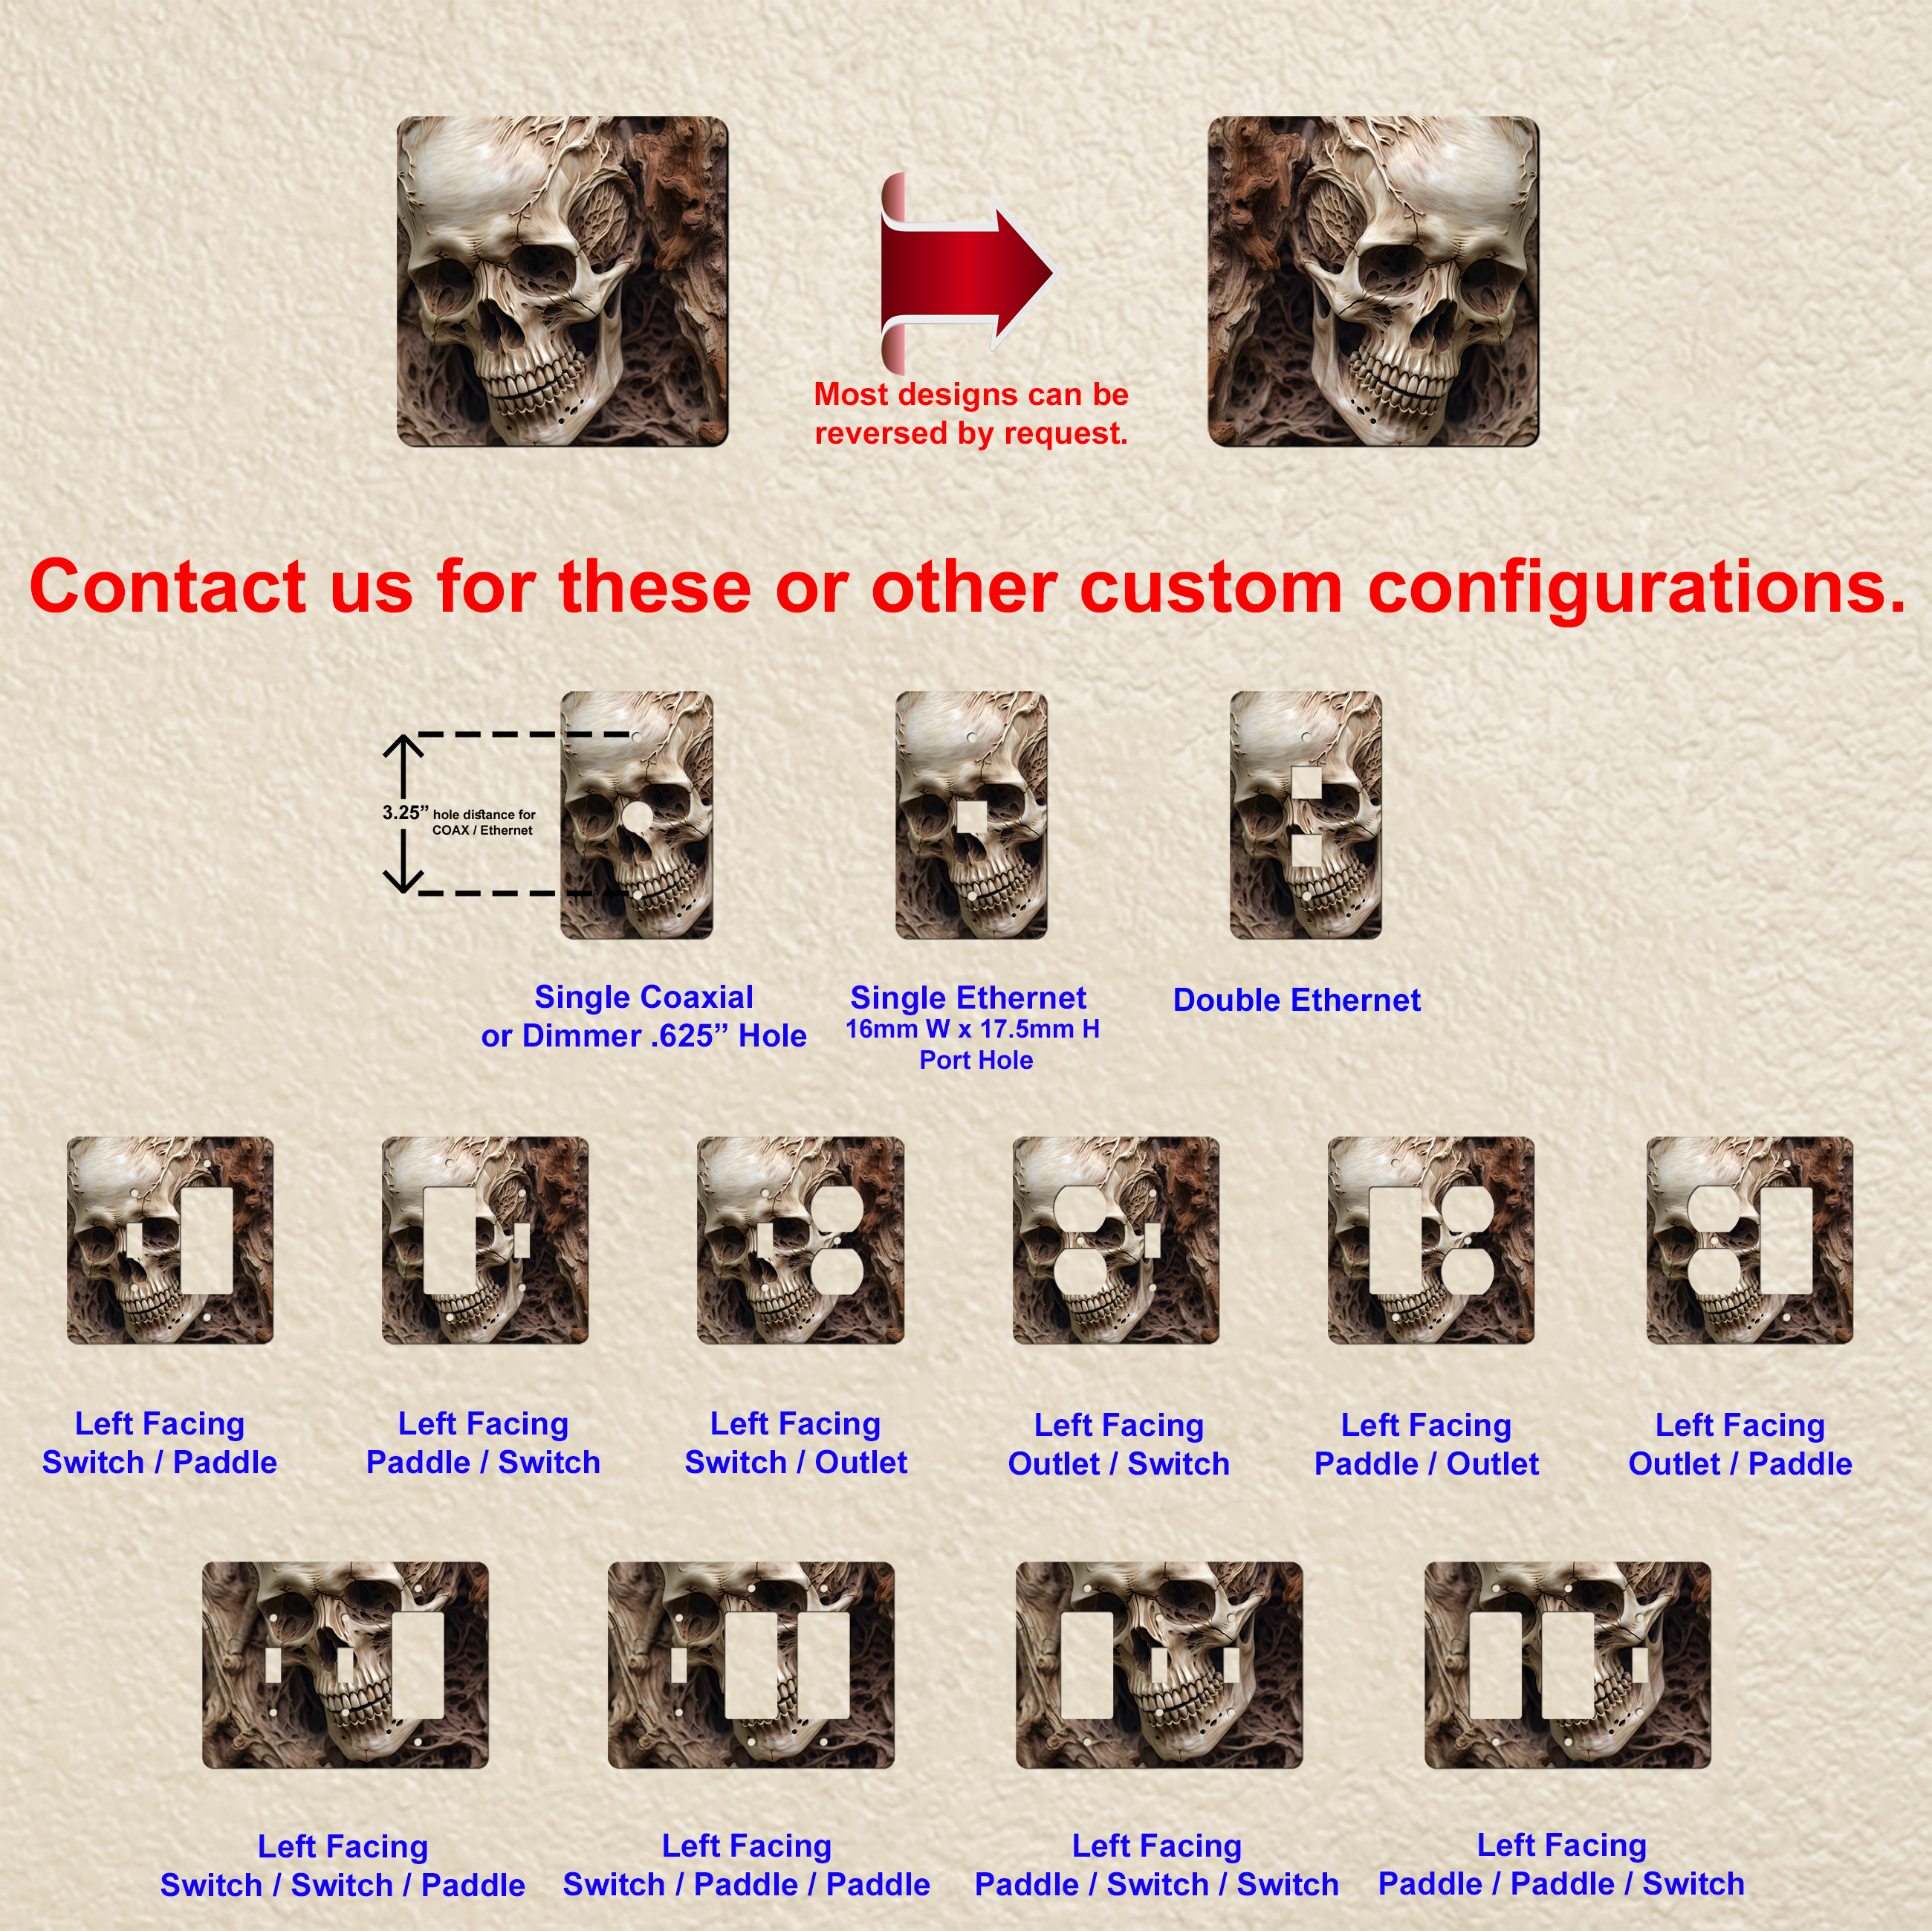 Most designs can be
reversed by request.
Contact us for these or other custom configurations.
3.25” hole distance for
COAX / Ethernet
Single Coaxial
or Dimmer .625” Hole
Single Ethernet
16mm W x 17.5mm H
Port Hole
Double Ethernet
Left Facing
Switch / Paddle
Left Facing
Paddle / Switch
Left Facing
Switch / Outlet
Left Facing
Outlet / Switch
Left Facing
Paddle / Outlet
Left Facing
Outlet / Paddle
Left Facing
Switch / Switch / Paddle
Left Facing
Switch / Paddle / Paddle
Left Facing
Paddle / Switch / Switch
Left Facing
Paddle / Paddle / Switch